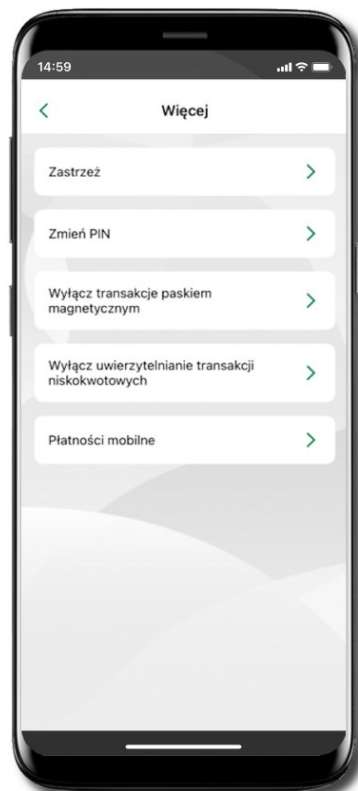 14:59
Więcej
Zastrzeż
Zmień PIN
Wyłącz transakcje paskiem
magnetycznym
Wyłącz uwierzytelnianie transakcji
niskokwotowych
Płatności mobilne